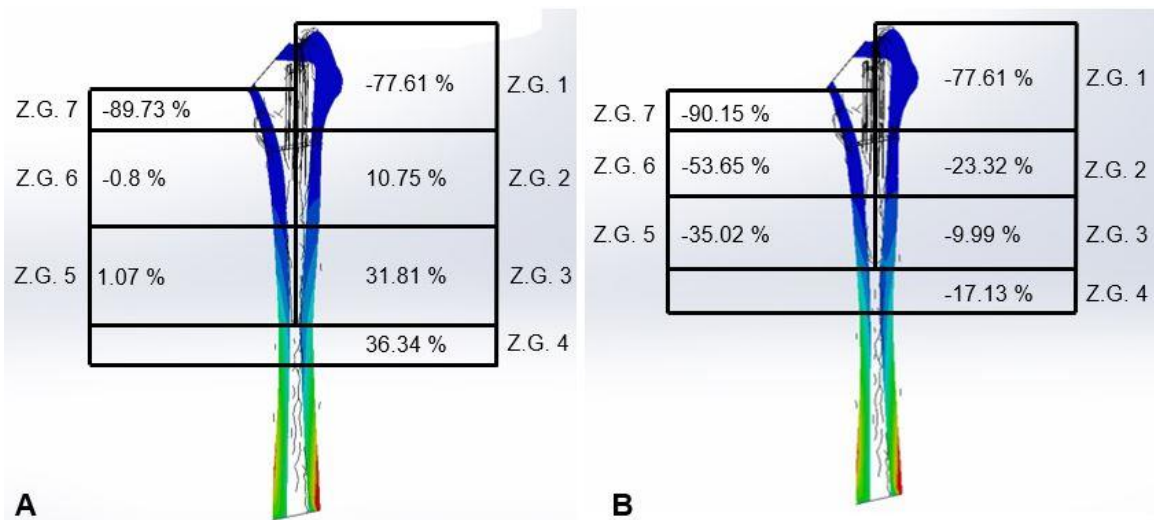 -77.61 % Z.G. 1
Z.G. 7 -89.73 %
Z.G. 6 -0.8 % 10.75 % Z.G. 2
Z.G. 5 1.07 % 31.81 % Z.G. 3
36.34 % Z.G. 4
A
-77.61 % Z.G. 1
Z.G. 7 -90.15 %
Z.G. 6 -53.65 % -23.32 % Z.G. 2
Z.G. 5 -35.02 % -9.99 % Z.G. 3
-17.13 % Z.G. 4
B